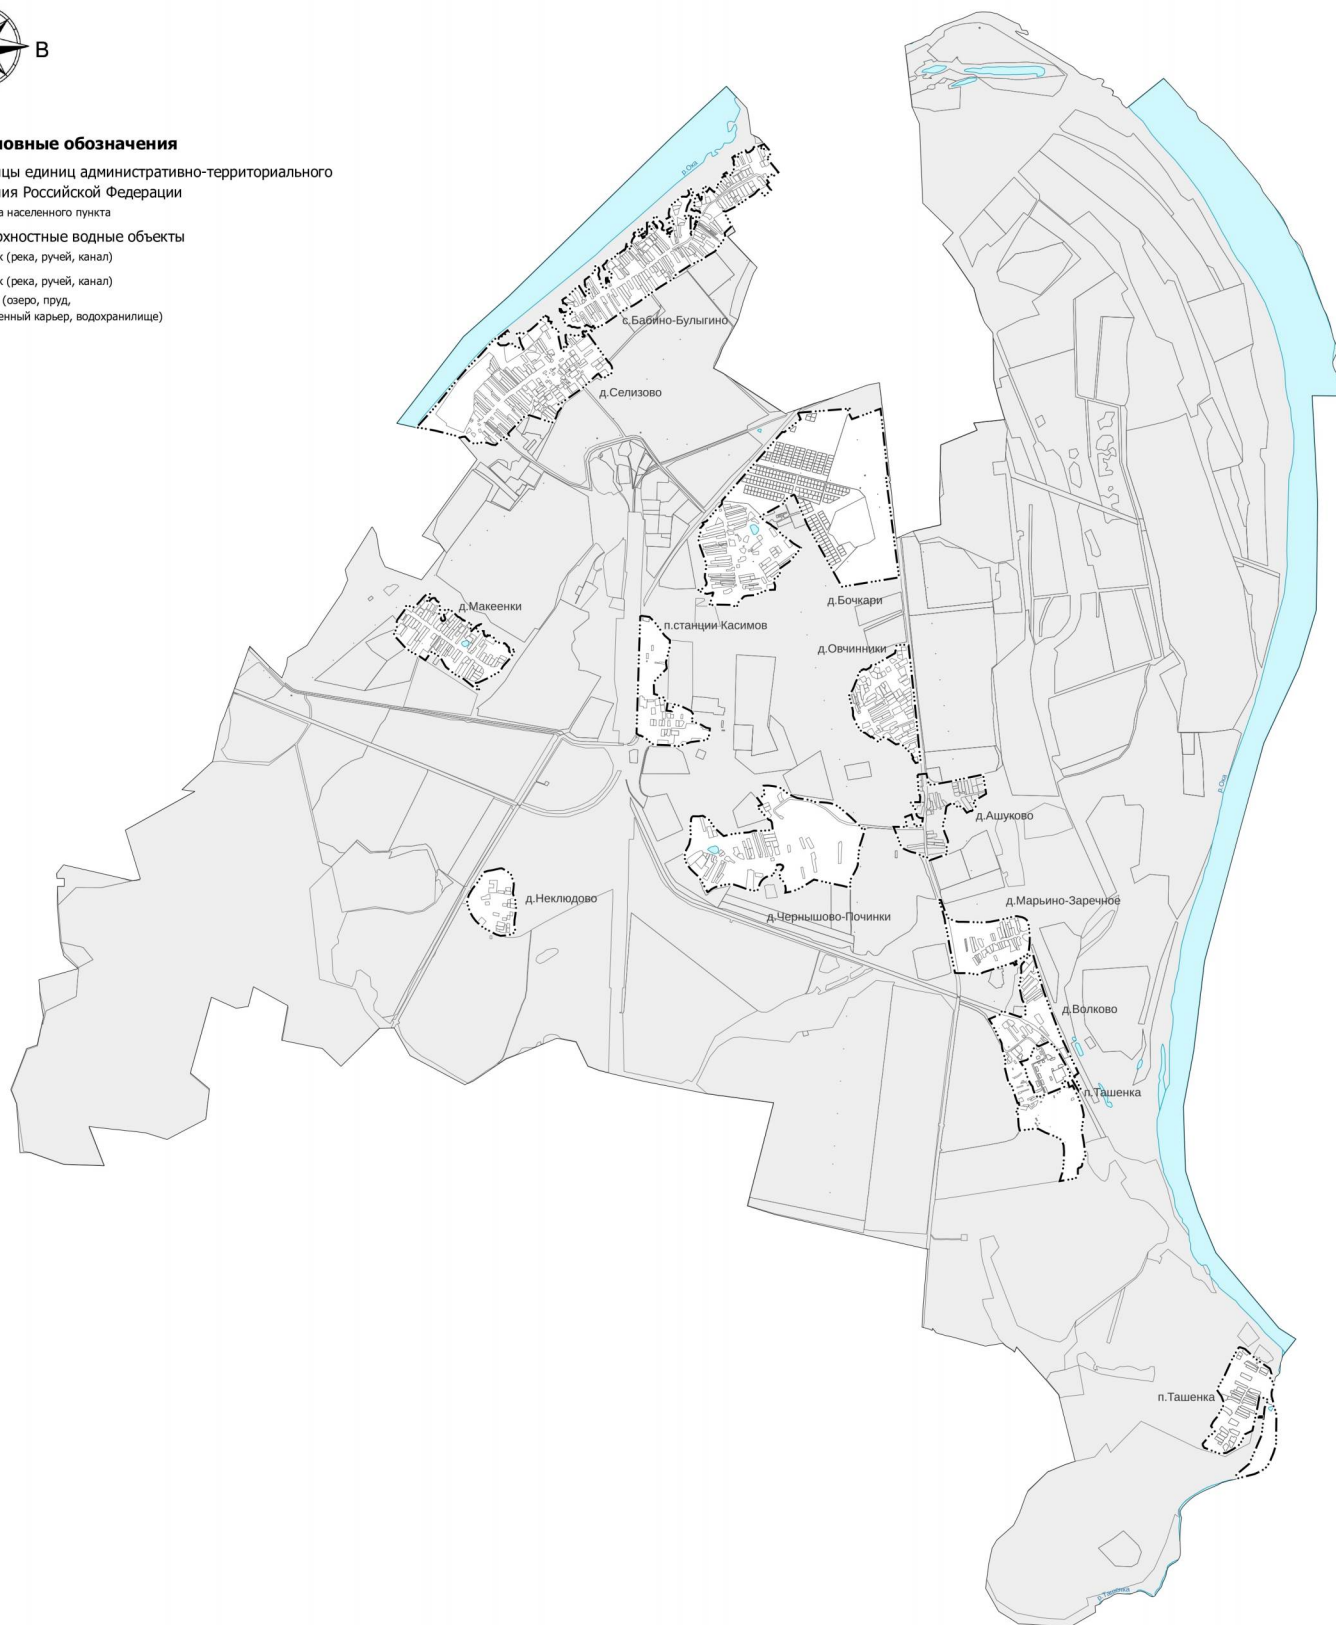 В
овные обозначения
цы единиц административно-территориального
ия Российской Федерации
а населенного пункта
рхностные водные объекты
к (река, ручей, канал)
к (река, ручей, канал)
(озеро, пруд,
енный карьер, водохранилище)
р.Ока
с.Бабино-Булыгино
д.Селизово
д.Бочкари
д.Макеенки
п.станции Касимов
д.Овчинники
р.Ока
д.Ашуково
д.Неклюдово
д.Марьино-Заречное
д.Чернышово-Починки
д.Волково
п.Ташенка
п.Ташенка
р.Ташенка